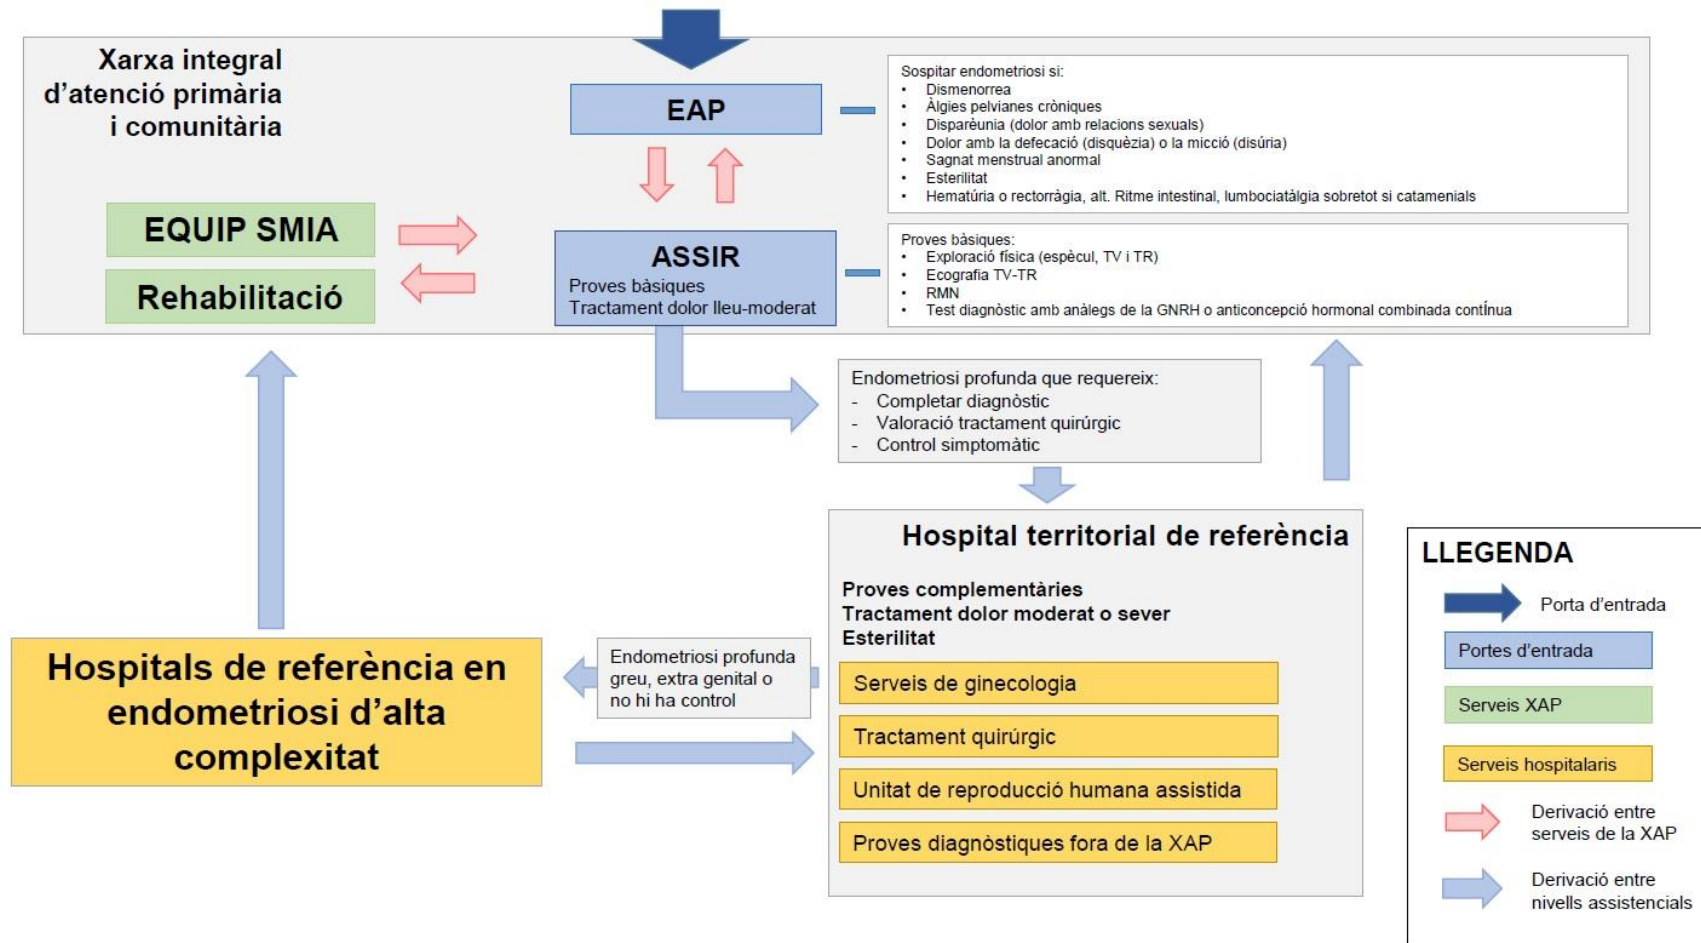 Xarxa integral
d'atenció primària
i comunitària
EAP
Sospitar endometriosi si:
• Dismenorrea
• Àlgies pelvianes cròniques
• Disparèunia (dolor amb relacions sexuals)
• Dolor amb la defecació (disquèzia) o la micció (disúria)
• Sagnat menstrual anormal
• Esterilitat
• Hematúria o rectorràgia, alt. Ritme intestinal, lumbociatàlgia sobretot si catamenials
EQUIP SMIA
Rehabilitació
ASSIR
Proves bàsiques
Tractament dolor lleu-moderat
Proves bàsiques:
• Exploració física (espècul, TV i TR)
• Ecografia TV-TR
• RMN
• Test diagnòstic amb anàlegs de la GNRH o anticoncepció hormonal combinada contÍnua
Endometriosi profunda que requereix:
- Completar diagnòstic
- Valoració tractament quirúrgic
- Control simptomàtic
Hospital territorial de referència
Proves complementàries
Tractament dolor moderat o sever
Esterilitat
Serveis de ginecologia
Tractament quirúrgic
Unitat de reproducció humana assistida
Proves diagnòstiques fora de la XAP
Endometriosi profunda
greu, extra genital o
no hi ha control
Hospitals de referència en
endometriosi d'alta
complexitat
LLEGENDA
Porta d'entrada
Portes d'entrada
Serveis XAP
Serveis hospitalaris
Derivació entre
serveis de la XAP
Derivació entre
nivells assistencials